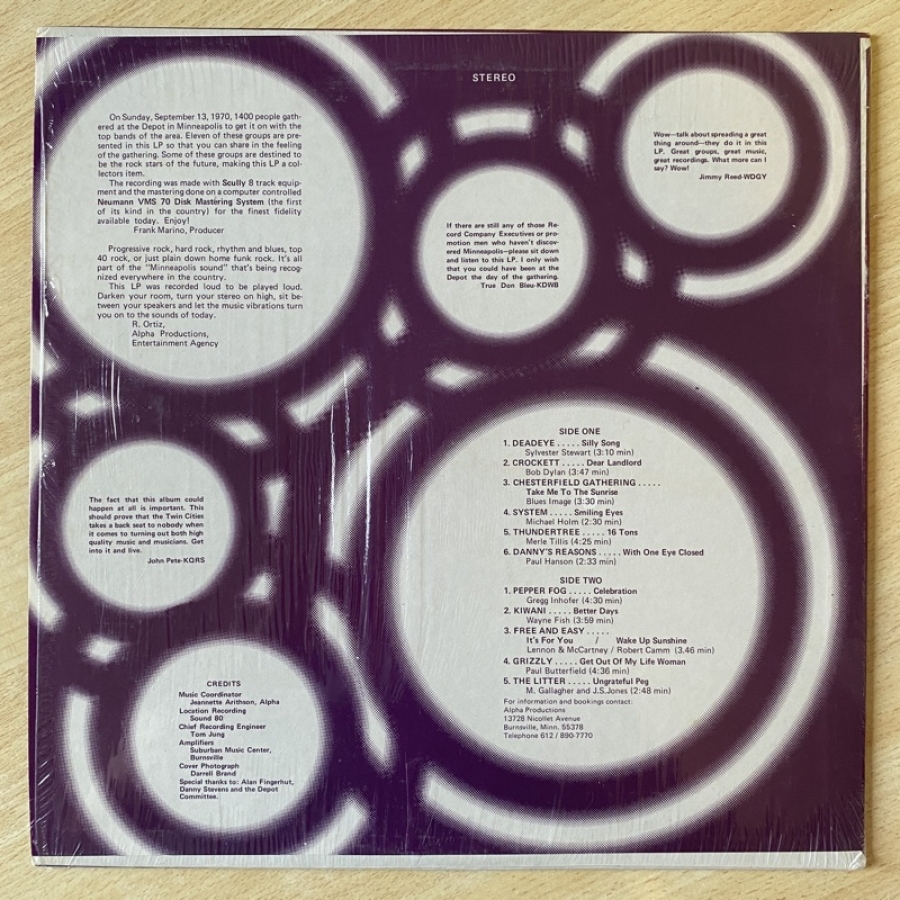 STEREO
On Sunday, September 13, 1970, 1400 people gath-
ered at the Depot in Minneapolis to get it on with the
top bands of the area. Eleven of these groups are pre-
sented in this LP so that you can share in the feeling
of the gathering. Some of these groups are destined to
be the rock stars of the future, making this LP a col-
lectors item.
The recording was made with Scully 8 track equip-
ment and the mastering done on a computer controlled
Neumann VMS 70 Disk Mastering System (the first
of its kind in the country) for the finest fidelity
available today. Enjoy!
Frank Marino, Producer
Progressive rock, hard rock, rhythm and blues, top
40 rock, or just plain down home funk rock. It's all
part of the "Minneapolis sound" that's being recog-
nized everywhere in the country.
This LP was recorded loud to be played loud.
Darken your room, turn your stereo on high, sit be-
tween your speakers and let the music vibrations turn
you on to the sounds of today.
R. Ortiz,
Alpha Productions,
Entertainment Agency
If there are still any of those Re-
cord Company Executives or pro-
motion men who haven't discov-
ered Minneapolis—please sit down
and listen to this LP. I only wish
that you could have been at the
Depot the day of the gathering.
True Don Bleu-KDWB
Wow—talk about spreading a great
thing around—they do it in this
LP. Great groups, great music,
great recordings. What more can I
say? Wow!
Jimmy Reed-WDGY
The fact that this album could
happen at all is important. This
should prove that the Twin Cities
takes a back seat to nobody when
it comes to turning out both high
quality music and musicians. Get
into it and live.
John Pete-KQRS
SIDE ONE
1. DEADEYE . . . . . Silly Song
Sylvester Stewart (3:10 min)
2. CROCKETT . . . . . Dear Landlord
Bob Dylan (3:47 min)
3. CHESTERFIELD GATHERING . . . . .
Take Me To The Sunrise
Blues Image (3:30 min)
4. SYSTEM . . . . . Smiling Eyes
Michael Holm (2:30 min)
5. THUNDERTREE . . . . . 16 Tons
Merle Tillis (4:25 min)
6. DANNY'S REASONS . . . . . With One Eye Closed
Paul Hanson (2:33 min)
SIDE TWO
1. PEPPER FOG . . . . . Celebration
Gregg Inhofer (4:30 min)
2. KIWANI . . . . . Better Days
Wayne Fish (3:59 min)
3. FREE AND EASY . . . . .
It's For You / Wake Up Sunshine
Lennon & McCartney / Robert Camm (3.46 min)
4. GRIZZLY . . . . . Get Out Of My Life Woman
Paul Butterfield (4:36 min)
5. THE LITTER . . . . . Ungrateful Peg
M. Gallagher and J.S.Jones (2:48 min)
For information and bookings contact:
Alpha Productions
13728 Nicollet Avenue
Burnsville, Minn. 55378
Telephone 612 / 890-7770
CREDITS
Music Coordinator
Jeannette Arithson, Alpha
Location Recording
Sound 80
Chief Recording Engineer
Tom Jung
Amplifiers
Suburban Music Center,
Burnsville
Cover Photograph
Darrell Brand
Special thanks to: Alan Fingerhut,
Danny Stevens and the Depot
Committee.